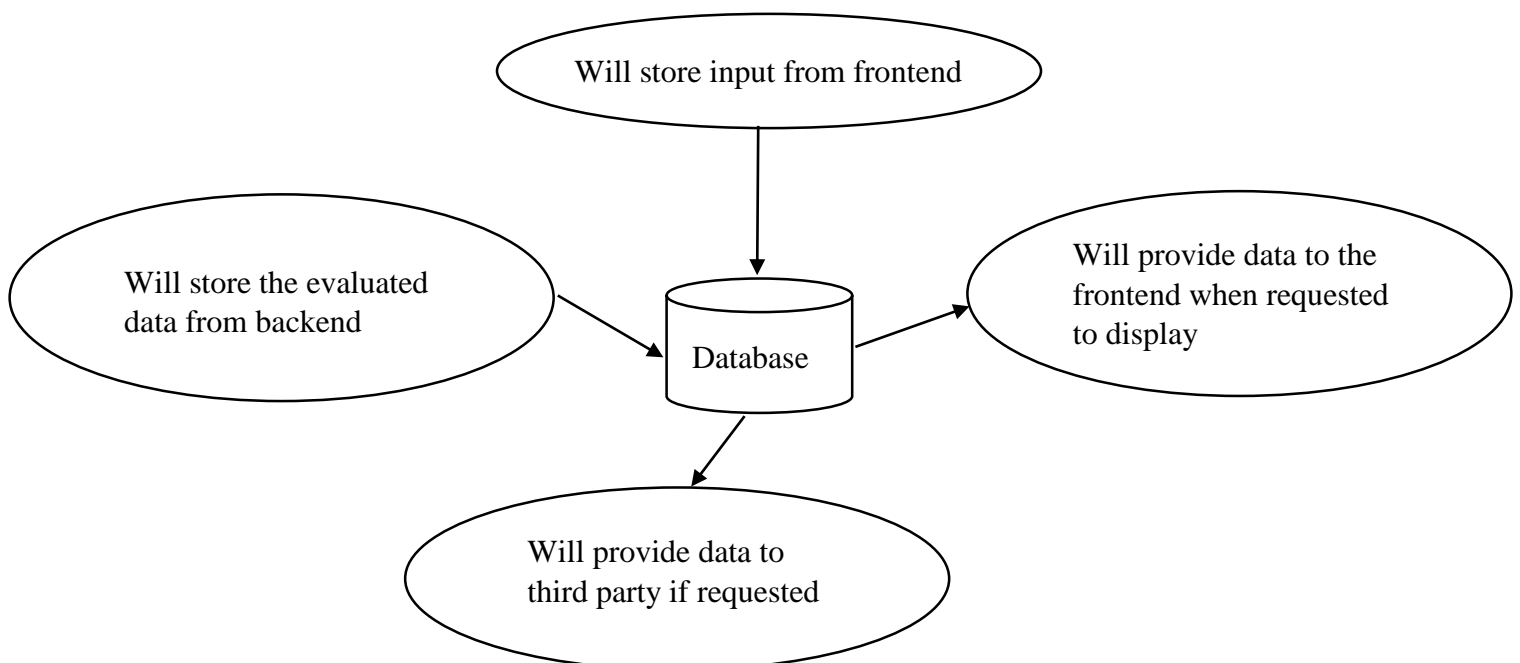 Will store input from frontend
Will store the evaluated
data from backend
Database
Will provide data to the
frontend when requested
to display
Will provide data to
third party if requested